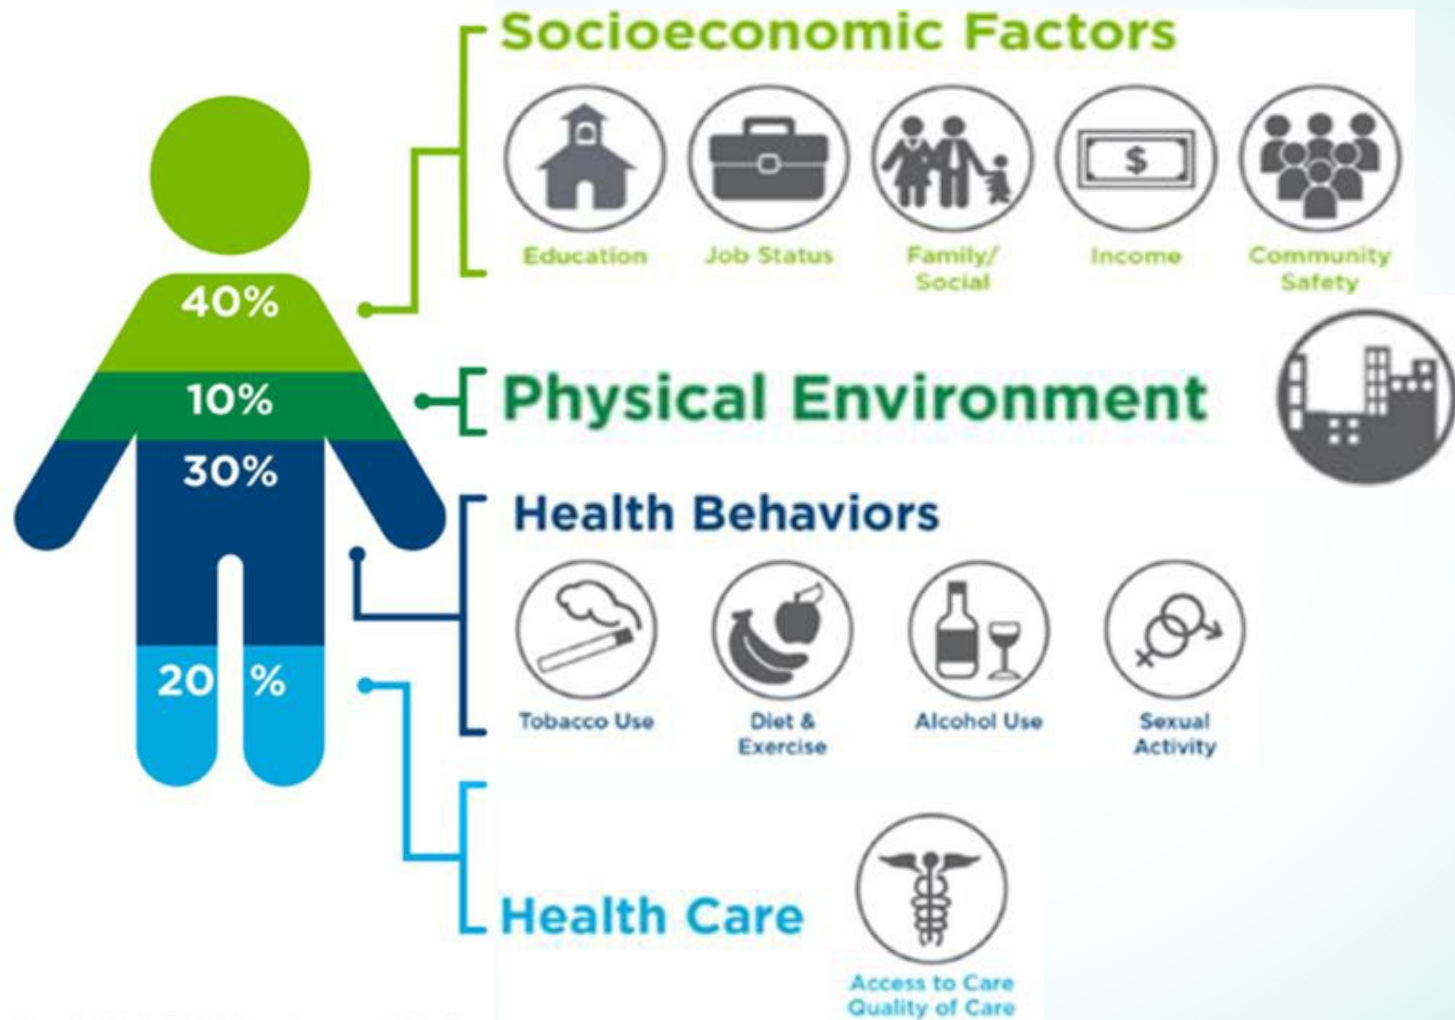 Socioeconomic Factors
$
Education
Job Status
Family/
Social
Income
Community
Safety
40%
10%
Physical Environment
30%
Health Behaviors
Tobacco Use
Diet &
Exercise
Alcohol Use
Sexual
Activity
20 %
Health Care
Access to Care
Quality of Care